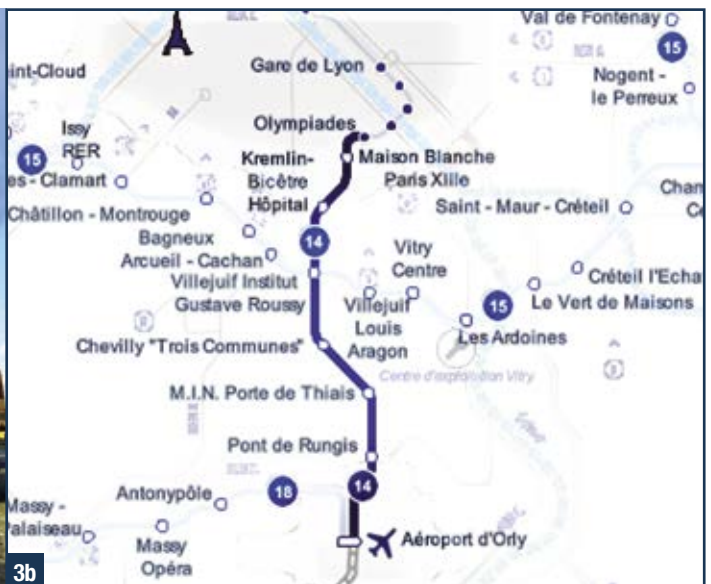 Val de Fontenay
15
Nogent -
le Perreux
int-Cloud
Gare de Lyon
Olympiades
Issy
RER
15
es - Clamart
Kremlin-
Bicêtre
Hôpital
Maison Blanche
Paris XIIIe
Châtillon - Montrouge
Saint - Maur - Créteil
Cham
Bagneux
14
Arcueil - Cachan
Vitry
Centre
Villejuif Institut
Gustave Roussy
Créteil l'Echa
15
Le Vert de Maisons
Villejuif
Louis
Aragon
Les Ardoines
Chevilly "Trois Communes"
Centre d'exploitation Vitry
M.I.N. Porte de Thiais
Pont de Rungis
Antonypôle
18
14
Massy -
Palaiseau
Massy
Opéra
Aéroport d'Orly
3b